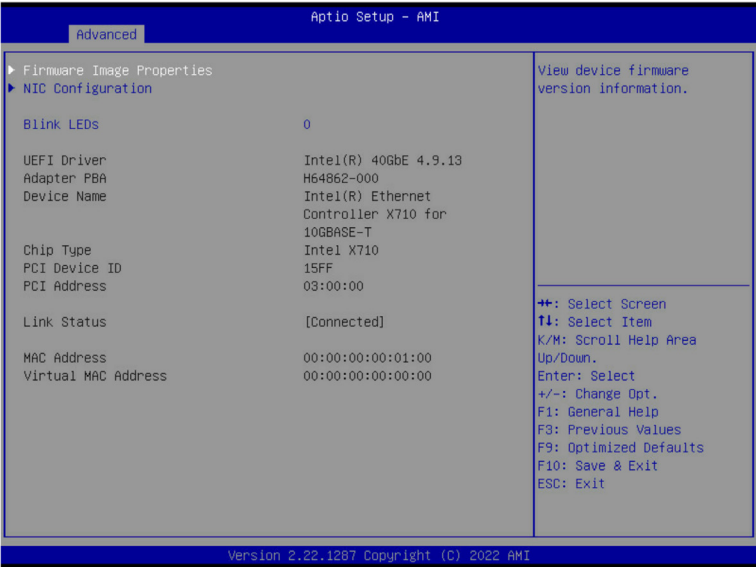 Aptio Setup – AMI
Advanced
Firmware Image Properties
NIC Configuration
Blink LEDs 0
UEFI Driver Intel(R) 40GbE 4.9.13
Adapter PBA H64862-000
Device Name Intel(R) Ethernet
Controller X710 for
10GBASE-T
Chip Type Intel X710
PCI Device ID 15FF
PCI Address 03:00:00
Link Status [Connected]
MAC Address 00:00:00:00:01:00
Virtual MAC Address 00:00:00:00:00:00
View device firmware
version information.
→←: Select Screen
↑↓: Select Item
K/M: Scroll Help Area
Up/Down.
Enter: Select
+/-: Change Opt.
F1: General Help
F3: Previous Values
F9: Optimized Defaults
F10: Save & Exit
ESC: Exit
Version 2.22.1287 Copyright (C) 2022 AMI